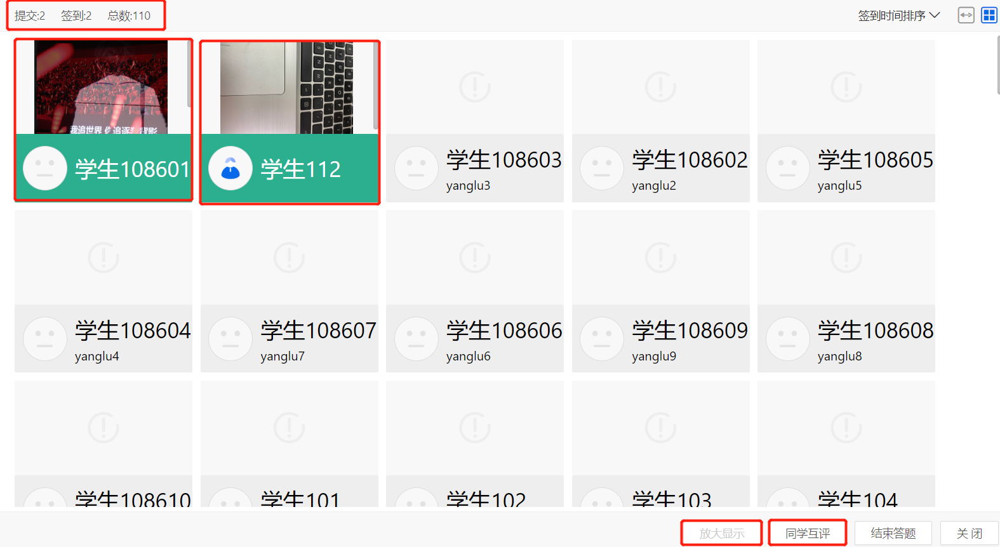 提交:2 签到:2 总数:110 签到时间排序
我追世界 你追逐我背影
学生108601
学生112
学生108603
yanglu3
学生108602
yanglu2
学生108605
yanglu5
学生108604
yanglu4
学生108607
yanglu7
学生108606
yanglu6
学生108609
yanglu9
学生108608
yanglu8
学生108610
学生101
学生102
学生103
学生104
放大显示 同学互评 结束答题 关闭